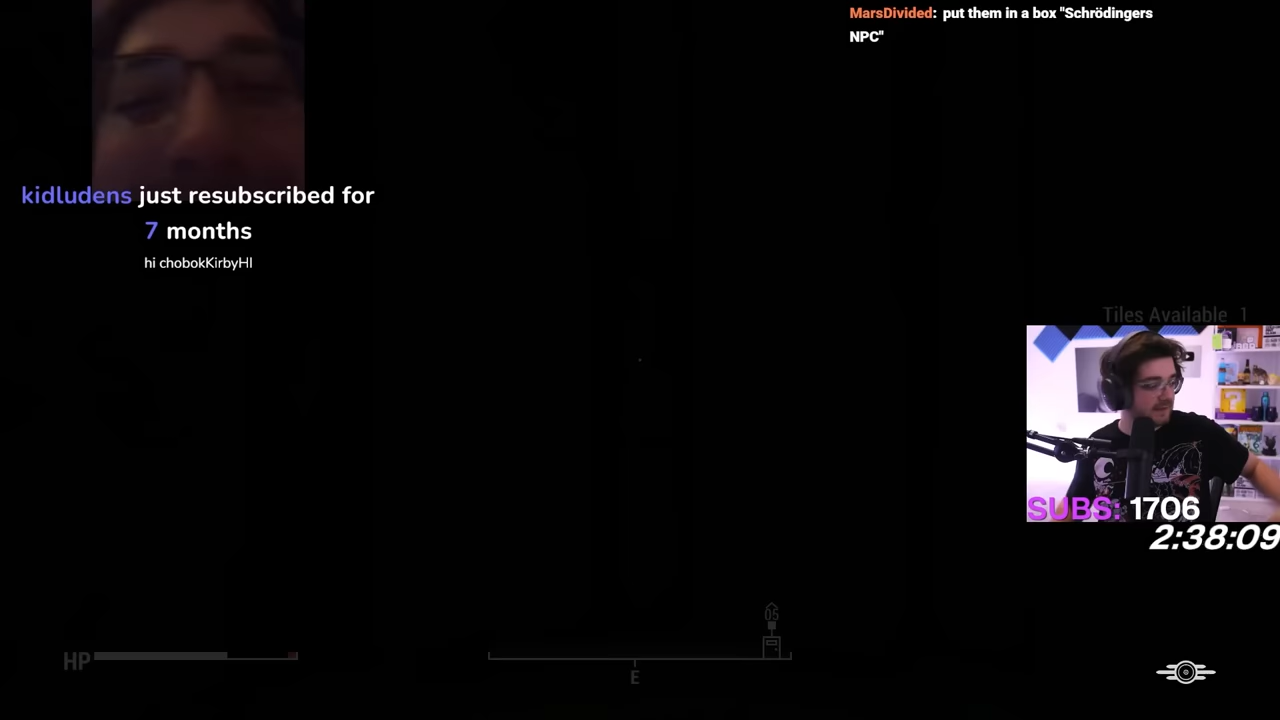 MarsDivided: put them in a box "Schrödingers
NPC"
kidludens just resubscribed for
7 months
hi chobokKirbyHI
Tiles Available 1
SUBS: 1706
2:38:09
05
HP
E